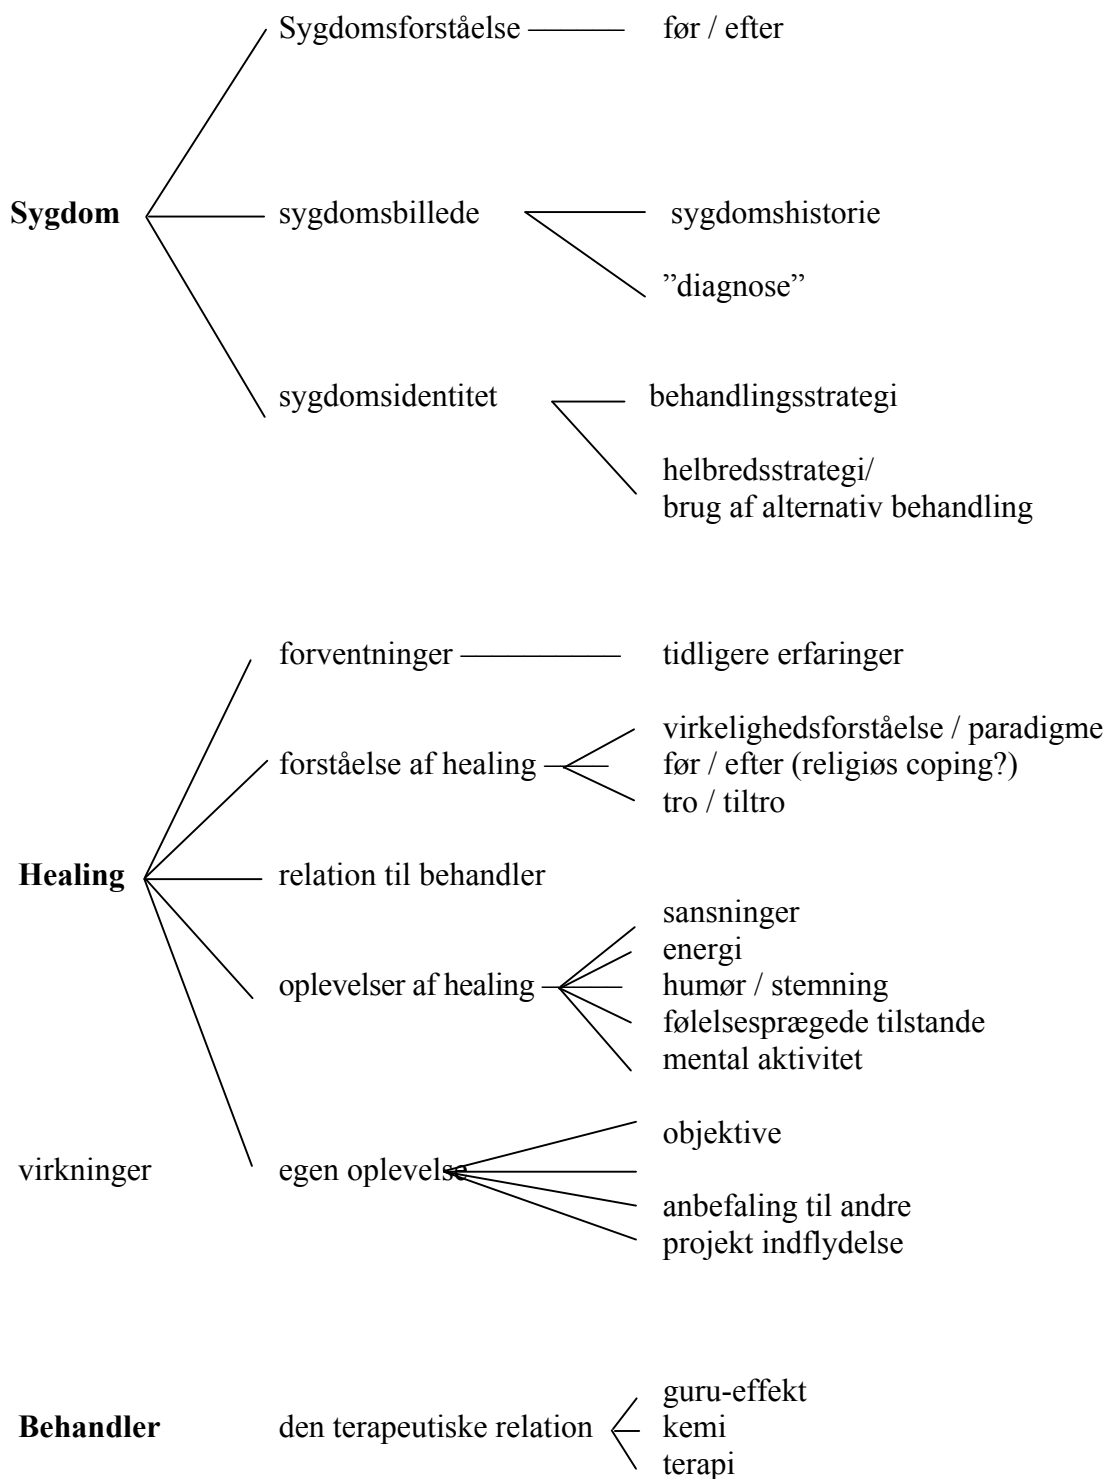 Sygdomsforståelse før / efter
Sygdom sygdomsbillede sygdomshistorie
”diagnose”
sygdomsidentitet behandlingsstrategi
helbredsstrategi/
brug af alternativ behandling
forventninger tidligere erfaringer
virkelighedsforståelse / paradigme
forståelse af healing før / efter (religiøs coping?)
tro / tiltro
Healing relation til behandler
sansninger
energi
oplevelser af healing humør / stemning
følelsesprægede tilstande
mental aktivitet
objektive
virkninger egen oplevelse
anbefaling til andre
projekt indflydelse
guru-effekt
Behandler den terapeutiske relation kemi
terapi